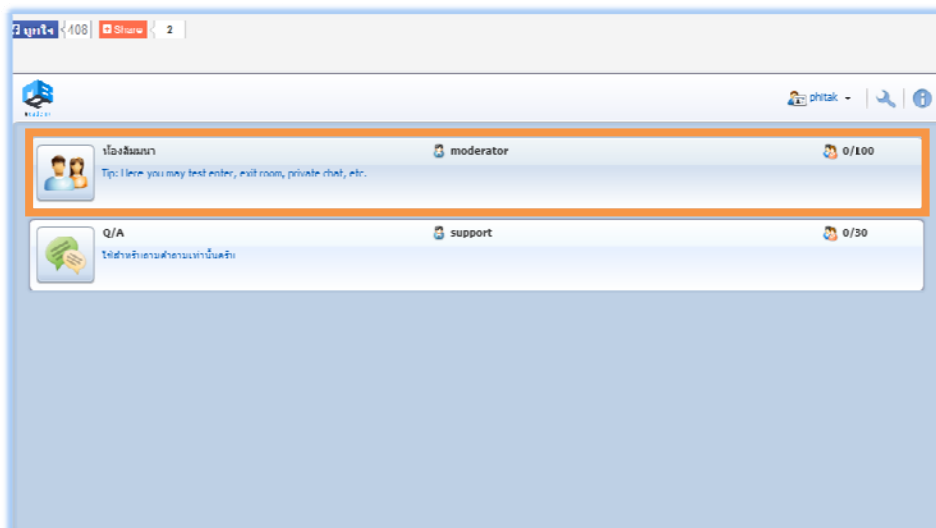 ถูกใจ 408 Share 2
phitak
ห้องสัมมนา moderator 0/100
Tip: Here you may test enter, exit room, private chat, etc.
Q/A support 0/30
ใช้สำหรับถามคำถามเท่านั้นครับ